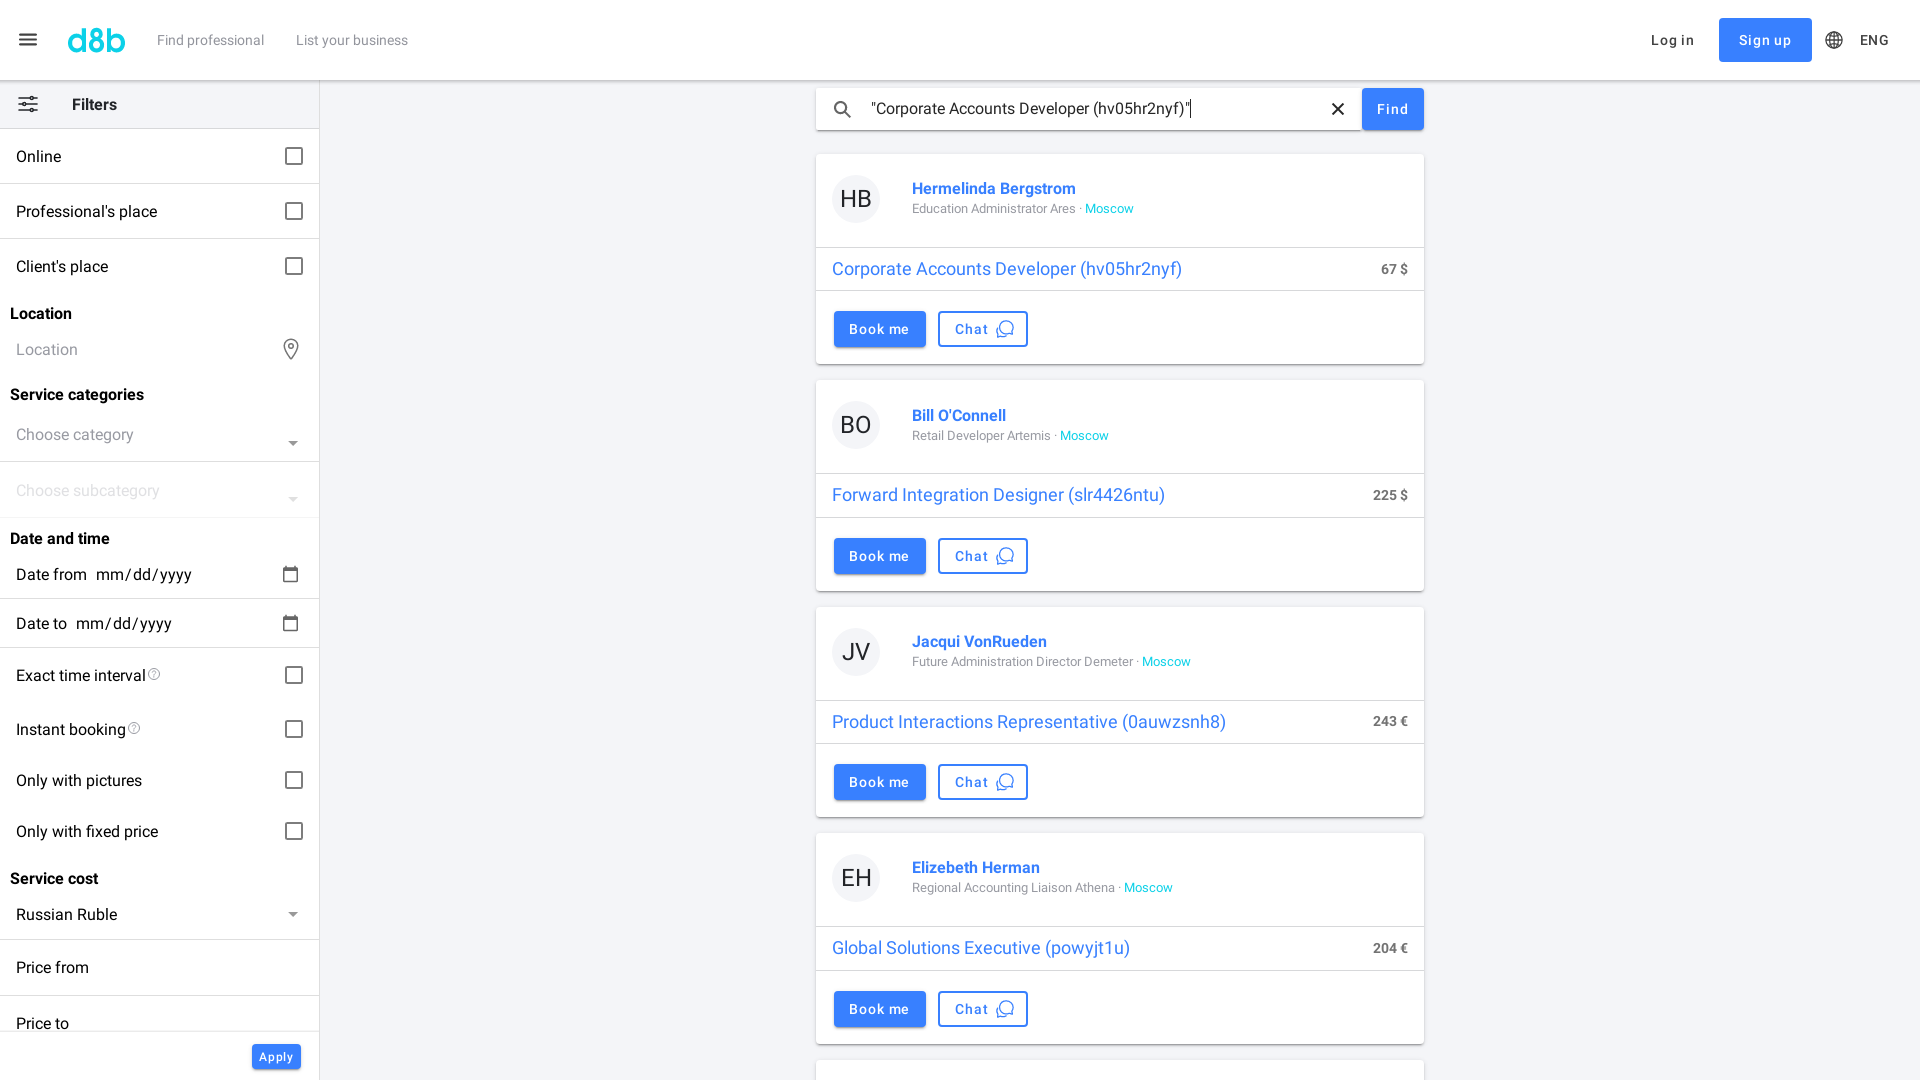 d8b
Find professional
List your business
Log in
Sign up
ENG
Filters
Online
Professional's place
Client's place
Location
Location
Service categories
Choose category
Choose subcategory
Date and time
Date from mm/dd/yyyy
Date to mm/dd/yyyy
Exact time interval
Instant booking
Only with pictures
Only with fixed price
Service cost
Russian Ruble
Price from
Price to
Apply
"Corporate Accounts Developer (hv05hr2nyf)"
Find
HB
Hermelinda Bergstrom
Education Administrator Ares · Moscow
Corporate Accounts Developer (hv05hr2nyf)
67 $
Book me
Chat
BO
Bill O'Connell
Retail Developer Artemis · Moscow
Forward Integration Designer (slr4426ntu)
225 $
Book me
Chat
JV
Jacqui VonRueden
Future Administration Director Demeter · Moscow
Product Interactions Representative (0auwzsnh8)
243 €
Book me
Chat
EH
Elizebeth Herman
Regional Accounting Liaison Athena · Moscow
Global Solutions Executive (powyjt1u)
204 €
Book me
Chat